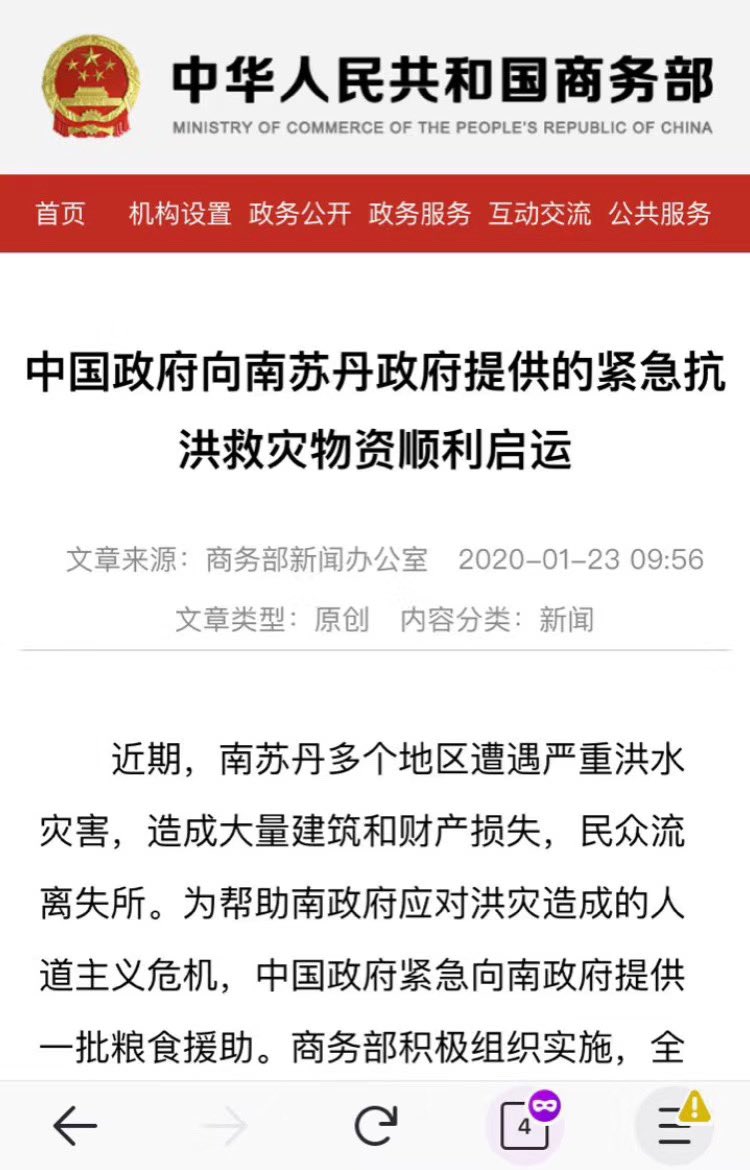 中华人民共和国商务部
MINISTRY OF COMMERCE OF THE PEOPLE'S REPUBLIC OF CHINA
首页 机构设置 政务公开 政务服务 互动交流 公共服务
中国政府向南苏丹政府提供的紧急抗
洪救灾物资顺利启运
文章来源：商务部新闻办公室 2020-01-23 09:56
文章类型：原创 内容分类：新闻
近期，南苏丹多个地区遭遇严重洪水
灾害，造成大量建筑和财产损失，民众流
离失所。为帮助南政府应对洪灾造成的人
道主义危机，中国政府紧急向南政府提供
一批粮食援助。商务部积极组织实施，全
4